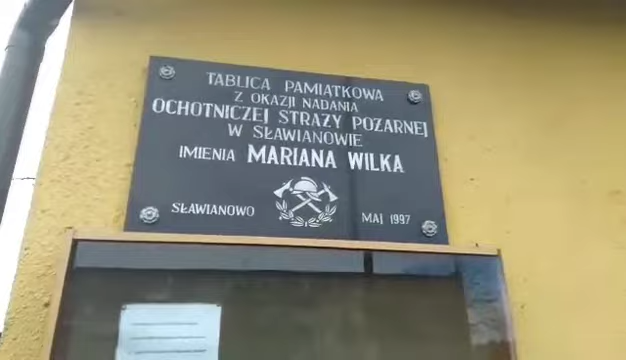 TABLICA PAMIĄTKOWA
Z OKAZJI NADANIA
OCHOTNICZEJ STRAŻY POŻARNEJ
W SŁAWIANOWIE
IMIENIA MARIANA WILKA
SŁAWIANOWO MAJ 1997